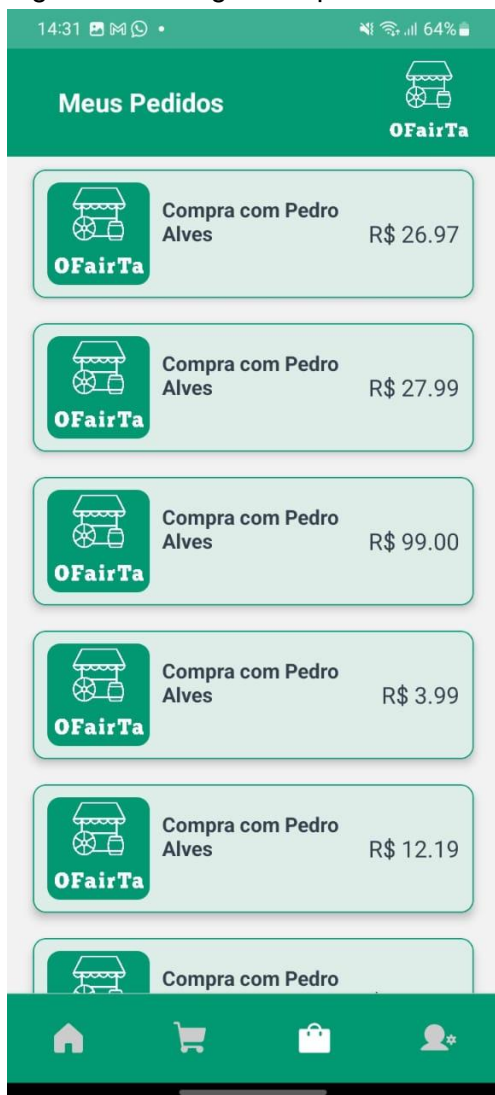 14:31
64%
Meus Pedidos
OFairTa
Compra com Pedro
Alves
R$ 26.97
OFairTa
Compra com Pedro
Alves
R$ 27.99
OFairTa
Compra com Pedro
Alves
R$ 99.00
OFairTa
Compra com Pedro
Alves
R$ 3.99
OFairTa
Compra com Pedro
Alves
R$ 12.19
OFairTa
Compra com Pedro